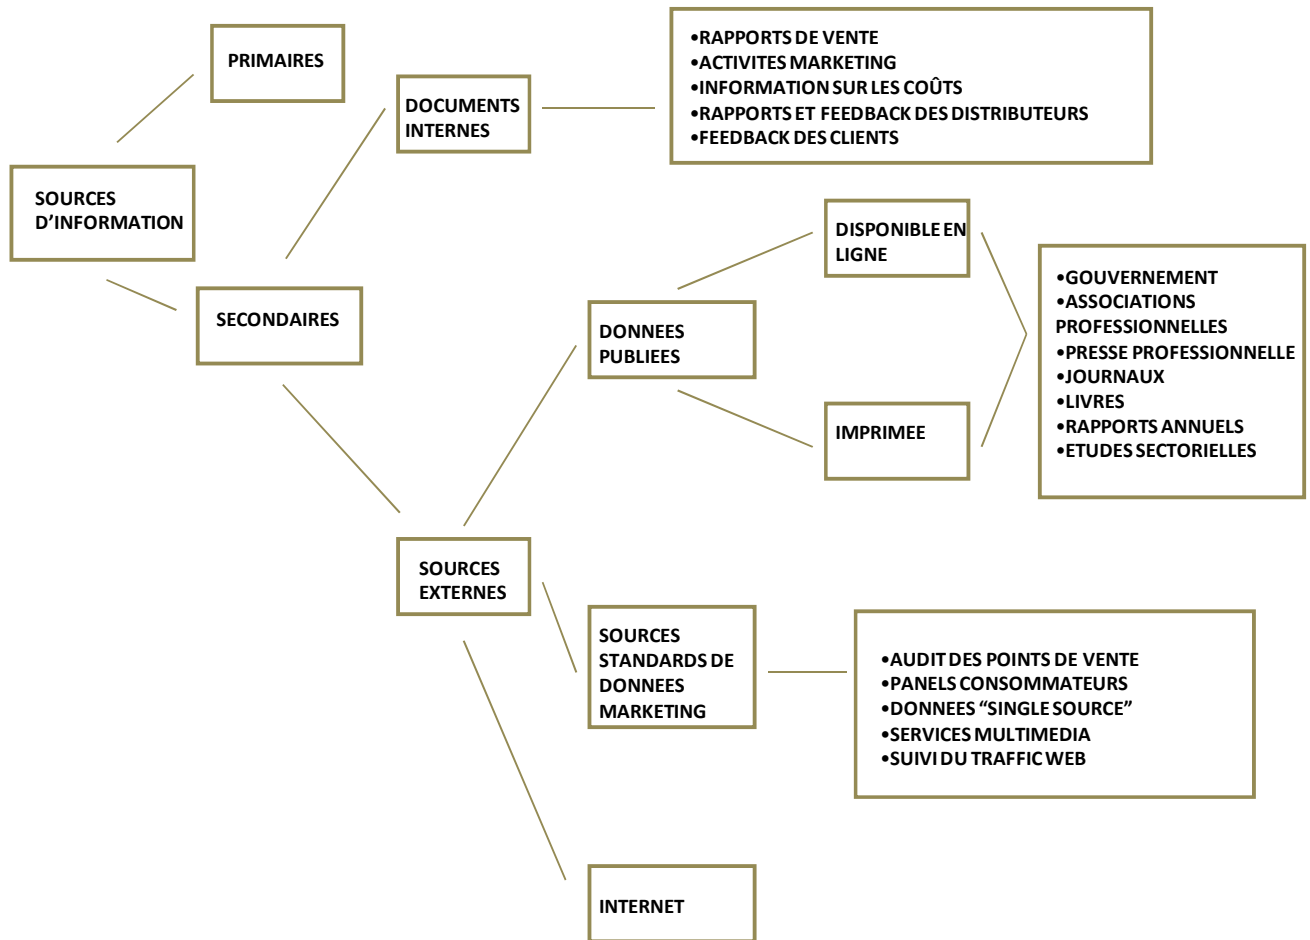 PRIMAIRES
SOURCES
D’INFORMATION
SECONDAIRES
DOCUMENTS
INTERNES
•RAPPORTS DE VENTE
•ACTIVITES MARKETING
•INFORMATION SUR LES COÛTS
•RAPPORTS ET FEEDBACK DES DISTRIBUTEURS
•FEEDBACK DES CLIENTS
SOURCES
EXTERNES
DONNEES
PUBLIEES
DISPONIBLE EN
LIGNE
IMPRIMEE
•GOUVERNEMENT
•ASSOCIATIONS
PROFESSIONNELLES
•PRESSE PROFESSIONNELLE
•JOURNAUX
•LIVRES
•RAPPORTS ANNUELS
•ETUDES SECTORIELLES
SOURCES
STANDARDS DE
DONNEES
MARKETING
•AUDIT DES POINTS DE VENTE
•PANELS CONSOMMATEURS
•DONNEES “SINGLE SOURCE”
•SERVICES MULTIMEDIA
•SUIVI DU TRAFFIC WEB
INTERNET